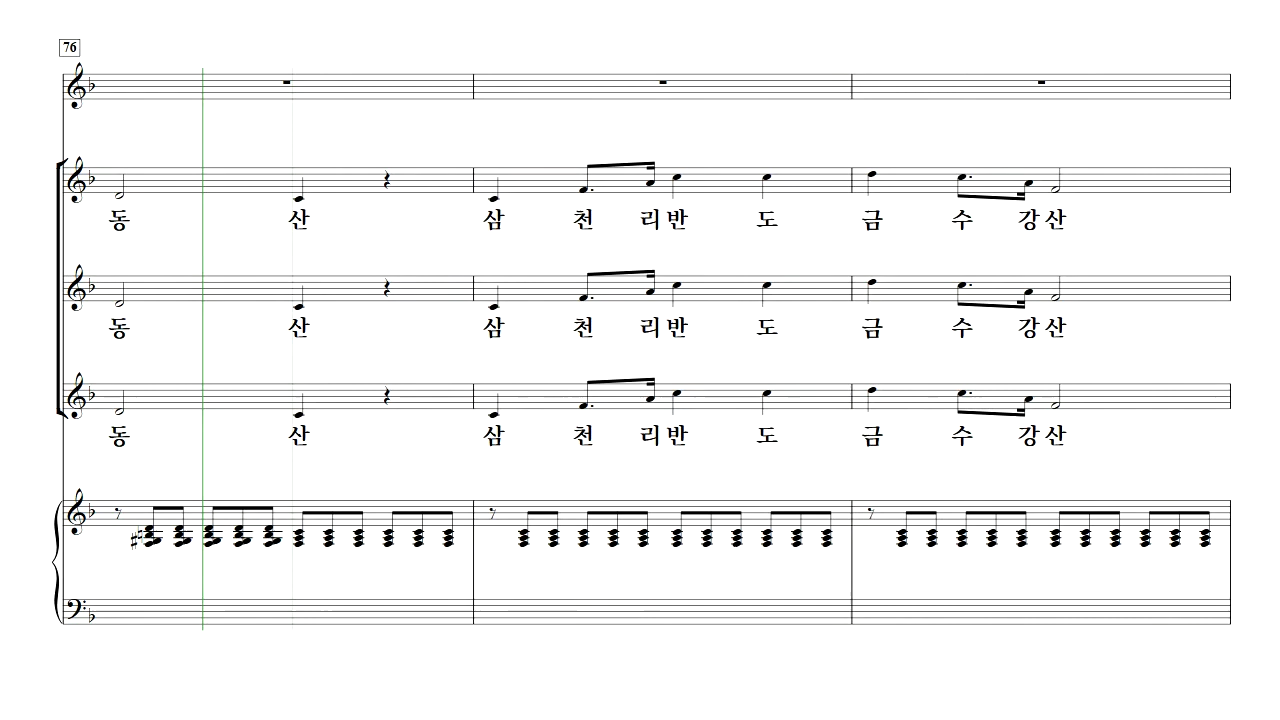 76
동 산 삼 천 리 반 도 금 수 강 산
동 산 삼 천 리 반 도 금 수 강 산
동 산 삼 천 리 반 도 금 수 강 산